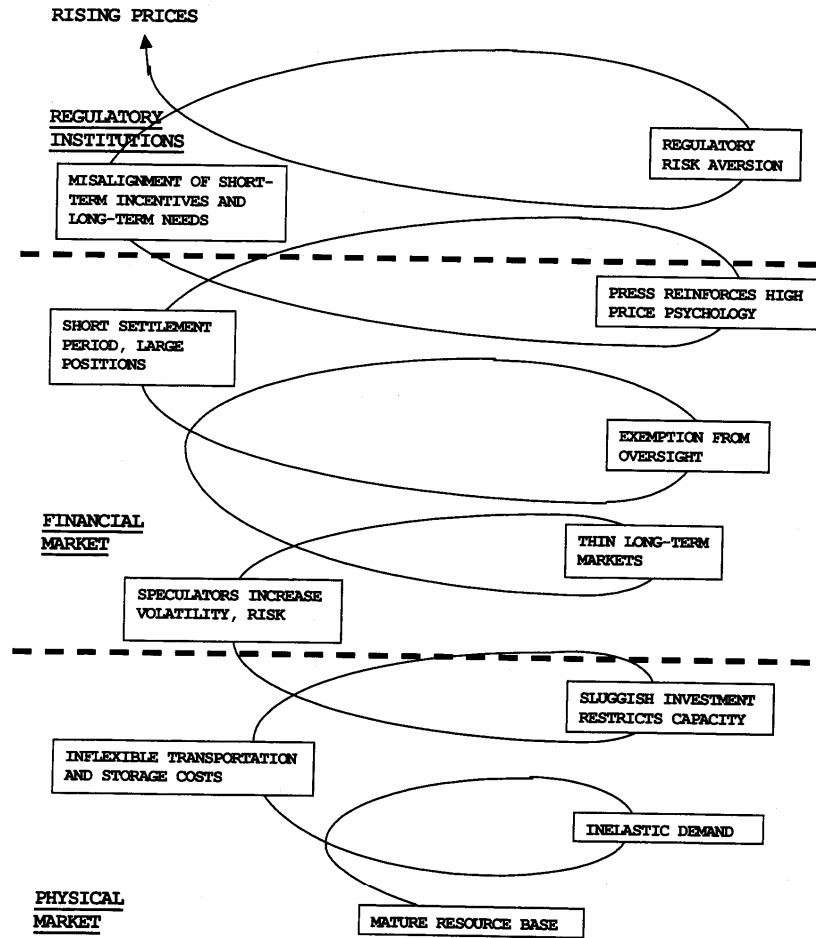 RISING PRICES
REGULATORY
INSTITUTIONS
REGULATORY
RISK AVERSION
MISALIGNMENT OF SHORT-
TERM INCENTIVES AND
LONG-TERM NEEDS
PRESS REINFORCES HIGH
PRICE PSYCHOLOGY
SHORT SETTLEMENT
PERIOD, LARGE
POSITIONS
EXEMPTION FROM
OVERSIGHT
FINANCIAL
MARKET
THIN LONG-TERM
MARKETS
SPECULATORS INCREASE
VOLATILITY, RISK
SLUGGISH INVESTMENT
RESTRICTS CAPACITY
INFLEXIBLE TRANSPORTATION
AND STORAGE COSTS
INELASTIC DEMAND
PHYSICAL
MARKET
MATURE RESOURCE BASE